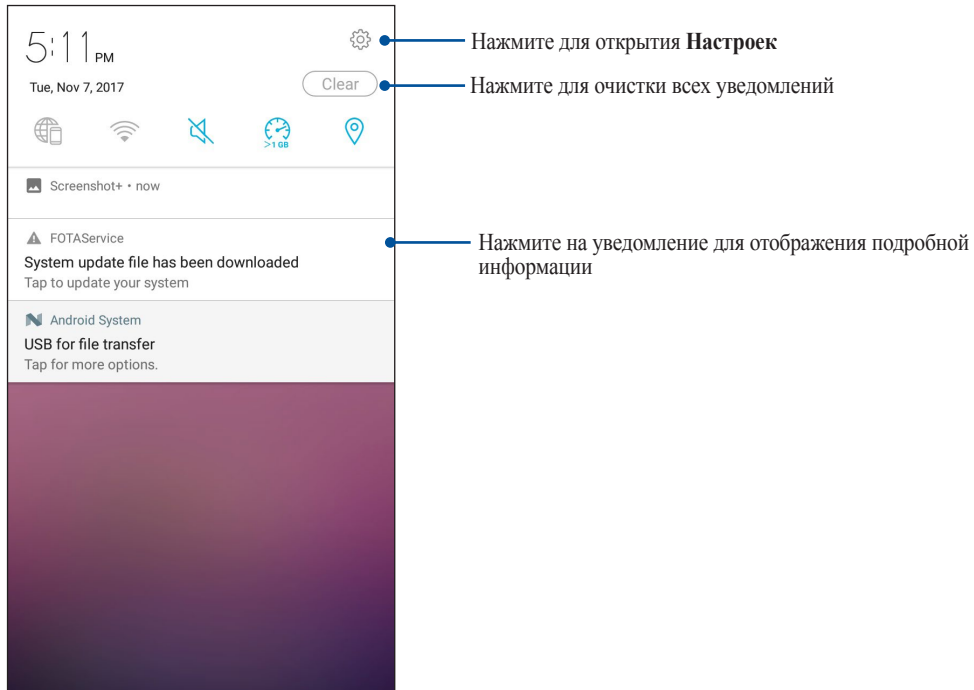 5:11 PM
Нажмите для открытия Настроек
Tue, Nov 7, 2017
Clear
Нажмите для очистки всех уведомлений
>1 GB
Screenshot+ • now
FOTAService
System update file has been downloaded
Tap to update your system
Нажмите на уведомление для отображения подробной
информации
Android System
USB for file transfer
Tap for more options.